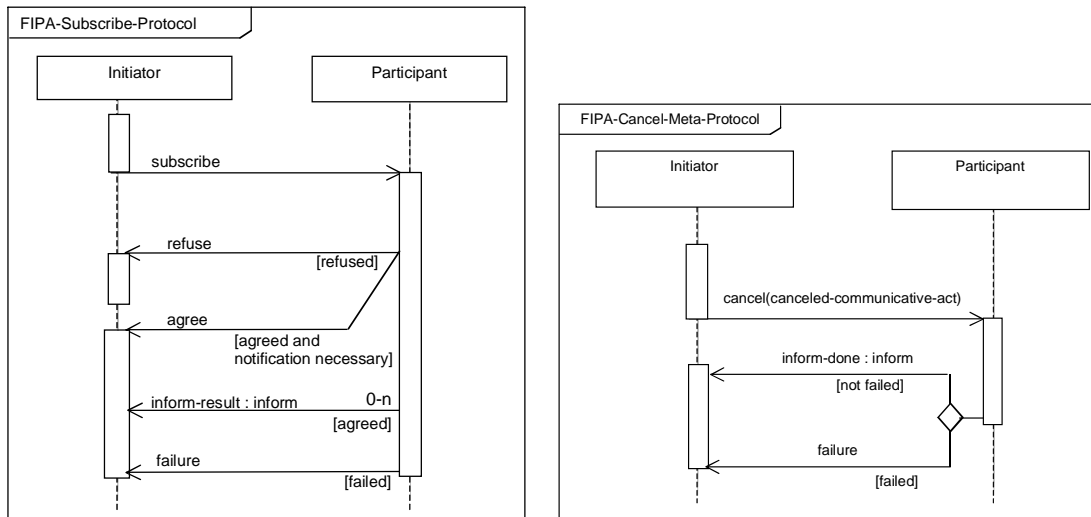 FIPA-Subscribe-Protocol
Initiator
Participant
subscribe
refuse
[refused]
agree
[agreed and
notification necessary]
inform-result : inform
0-n
[agreed]
failure
[failed]
FIPA-Cancel-Meta-Protocol
Initiator
Participant
cancel(canceled-communicative-act)
inform-done : inform
[not failed]
failure
[failed]